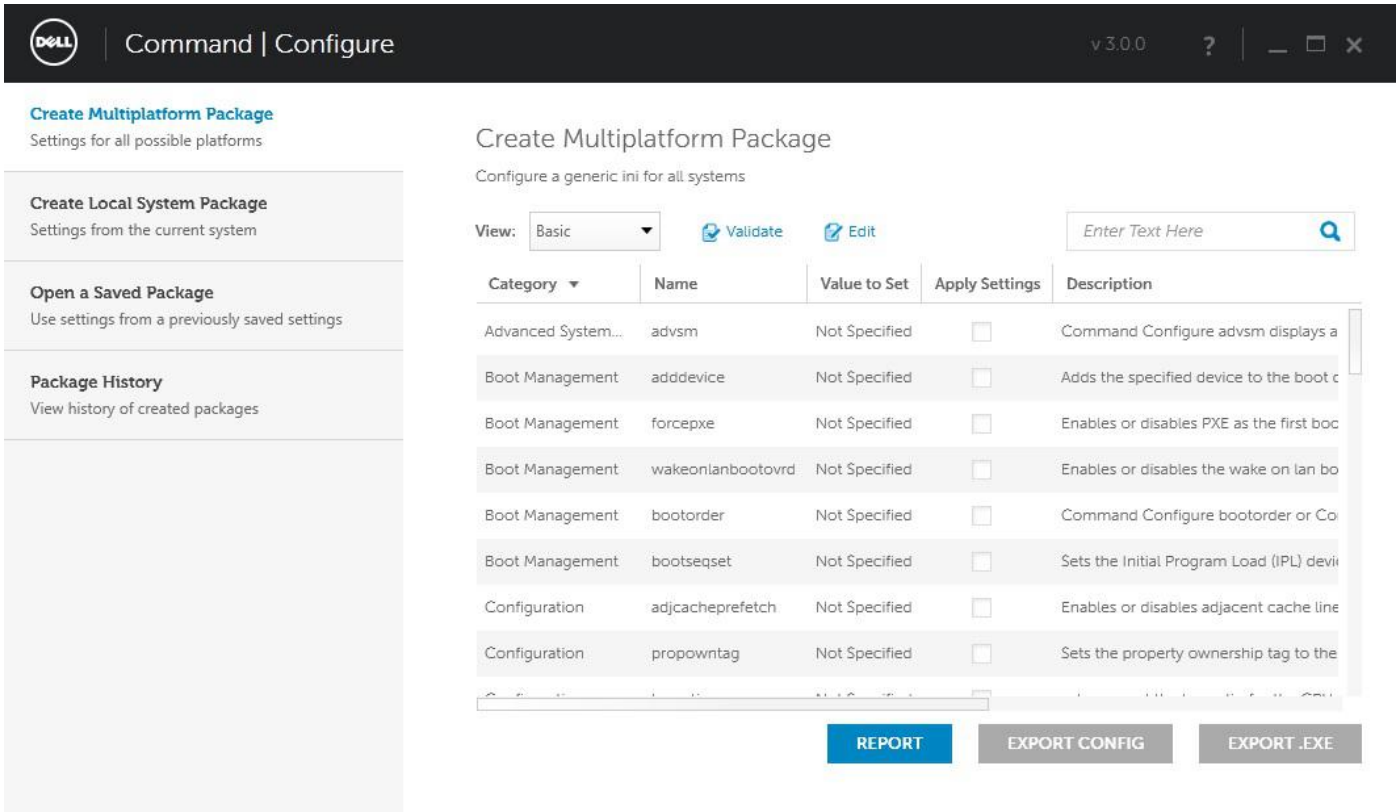 DELL Command | Configure v 3.0.0 ?
Create Multiplatform Package
Settings for all possible platforms
Create Local System Package
Settings from the current system
Open a Saved Package
Use settings from a previously saved settings
Package History
View history of created packages
Create Multiplatform Package
Configure a generic ini for all systems
View: Basic Validate Edit Enter Text Here
Category Name Value to Set Apply Settings Description
Advanced System... advsm Not Specified Command Configure advsm displays a
Boot Management adddevice Not Specified Adds the specified device to the boot
Boot Management forcepxe Not Specified Enables or disables PXE as the first
Boot Management wakeonlanbootovrd Not Specified Enables or disables the wake on lan bo
Boot Management bootorder Not Specified Command Configure bootorder or Co
Boot Management bootseqset Not Specified Sets the Initial Program Load (IPL) devi
Configuration adjcacheprefetch Not Specified Enables or disables adjacent cache line
Configuration propowntag Not Specified Sets the property ownership tag to the
REPORT EXPORT CONFIG EXPORT .EXE